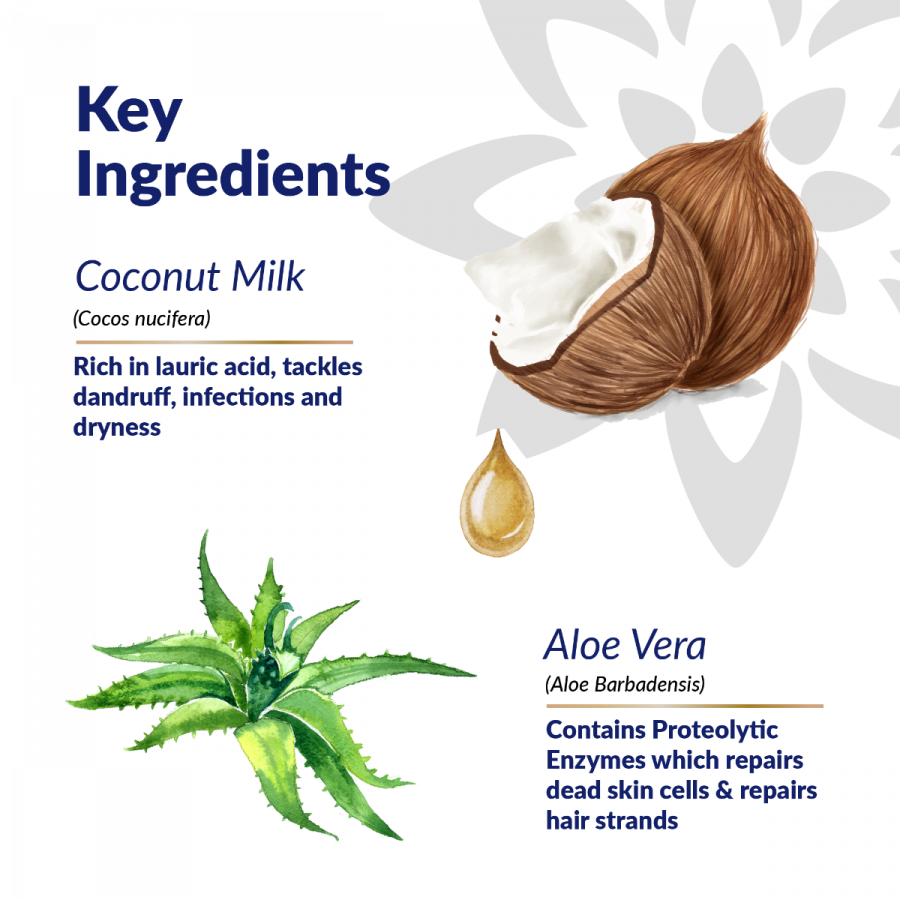 Key
Ingredients
Coconut Milk
(Cocos nucifera)
Rich in lauric acid, tackles
dandruff, infections and
dryness
Aloe Vera
(Aloe Barbadensis)
Contains Proteolytic
Enzymes which repairs
dead skin cells & repairs
hair strands